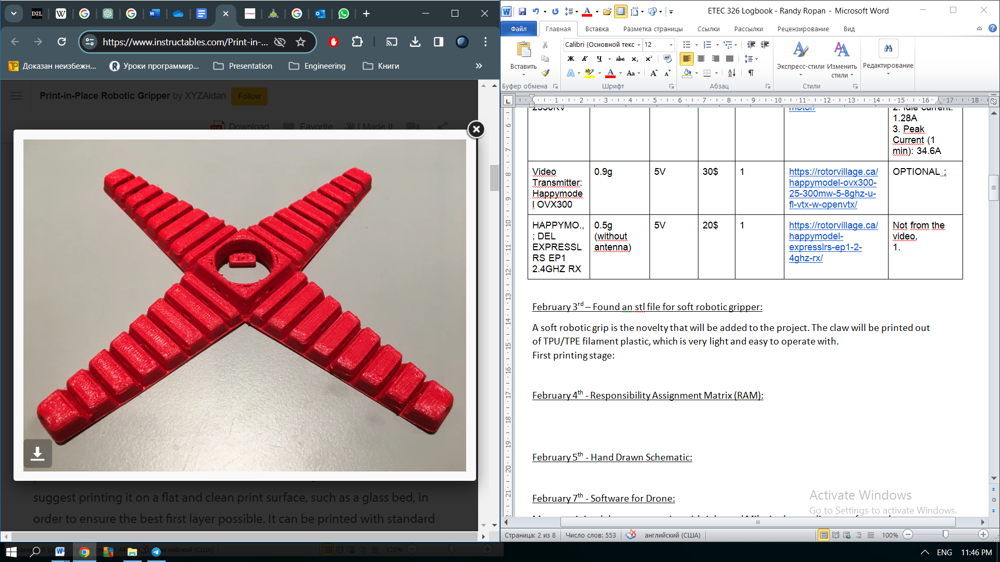 https://www.instructables.com/Print-in-...
Доказан неизбежн...
Уроки программир...
Presentation
Engineering
Книги
Print-in-Place Robotic Gripper by XYZAidan
Follow
Download
Favorite
I Made It
suggest printing it on a flat and clean print surface, such as a glass bed, in
order to ensure the best first layer possible. It can be printed with standard
ETEC 326 Logbook - Randy Ropan - Microsoft Word
Файл
Главная
Вставка
Разметка страницы
Ссылки
Рассылки
Рецензирование
Вид
Вставить
Буфер обмена
Calibri (Основной текс
12
Шрифт
Абзац
Экспресс-стили
Изменить
стили
Стили
Редактирование
2550KV
motor/
2. Idle current:
1.28A
3. Peak
Current (1
min): 34.6A
Video
Transmitter:
Happymode
l OVX300
0.9g
5V
30$
1
https://rotorvillage.ca/
happymodel-ovx300-
25-300mw-5-8ghz-u-
fl-vtx-w-openvtx/
OPTIONAL ;
HAPPYMO.,
; DEL
EXPRESSL
RS EP1
2.4GHZ RX
0.5g
(without
antenna)
5V
20$
1
https://rotorvillage.ca/
happymodel-
expresslrs-ep1-2-
4ghz-rx/
Not from the
video,
1.
February 3rd – Found an stl file for soft robotic gripper:
A soft robotic grip is the novelty that will be added to the project. The claw will be printed out
of TPU/TPE filament plastic, which is very light and easy to operate with.
First printing stage:
February 4th - Responsibility Assignment Matrix (RAM):
February 5th - Hand Drawn Schematic:
February 7th - Software for Drone:
Activate Windows
Go to Settings to activate Windows.
Страница: 2 из 8
Число слов: 553
английский (США)
100%
английский (США)
120%
ENG
11:46 PM